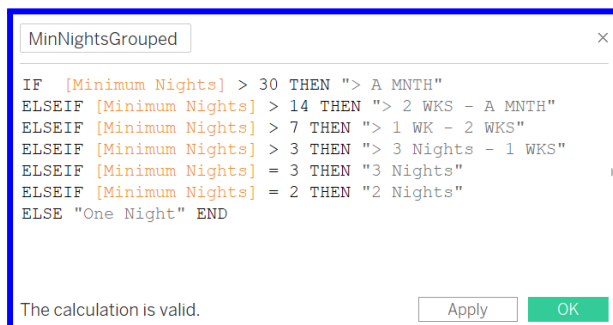 MinNightsGrouped ×
IF  [Minimum Nights] > 30 THEN "> A MNTH"
ELSEIF [Minimum Nights] > 14 THEN "> 2 WKS - A MNTH"
ELSEIF [Minimum Nights] > 7 THEN "> 1 WK - 2 WKS"
ELSEIF [Minimum Nights] > 3 THEN "> 3 Nights - 1 WKS"
ELSEIF [Minimum Nights] = 3 THEN "3 Nights"
ELSEIF [Minimum Nights] = 2 THEN "2 Nights"
ELSE "One Night" END
The calculation is valid. Apply OK